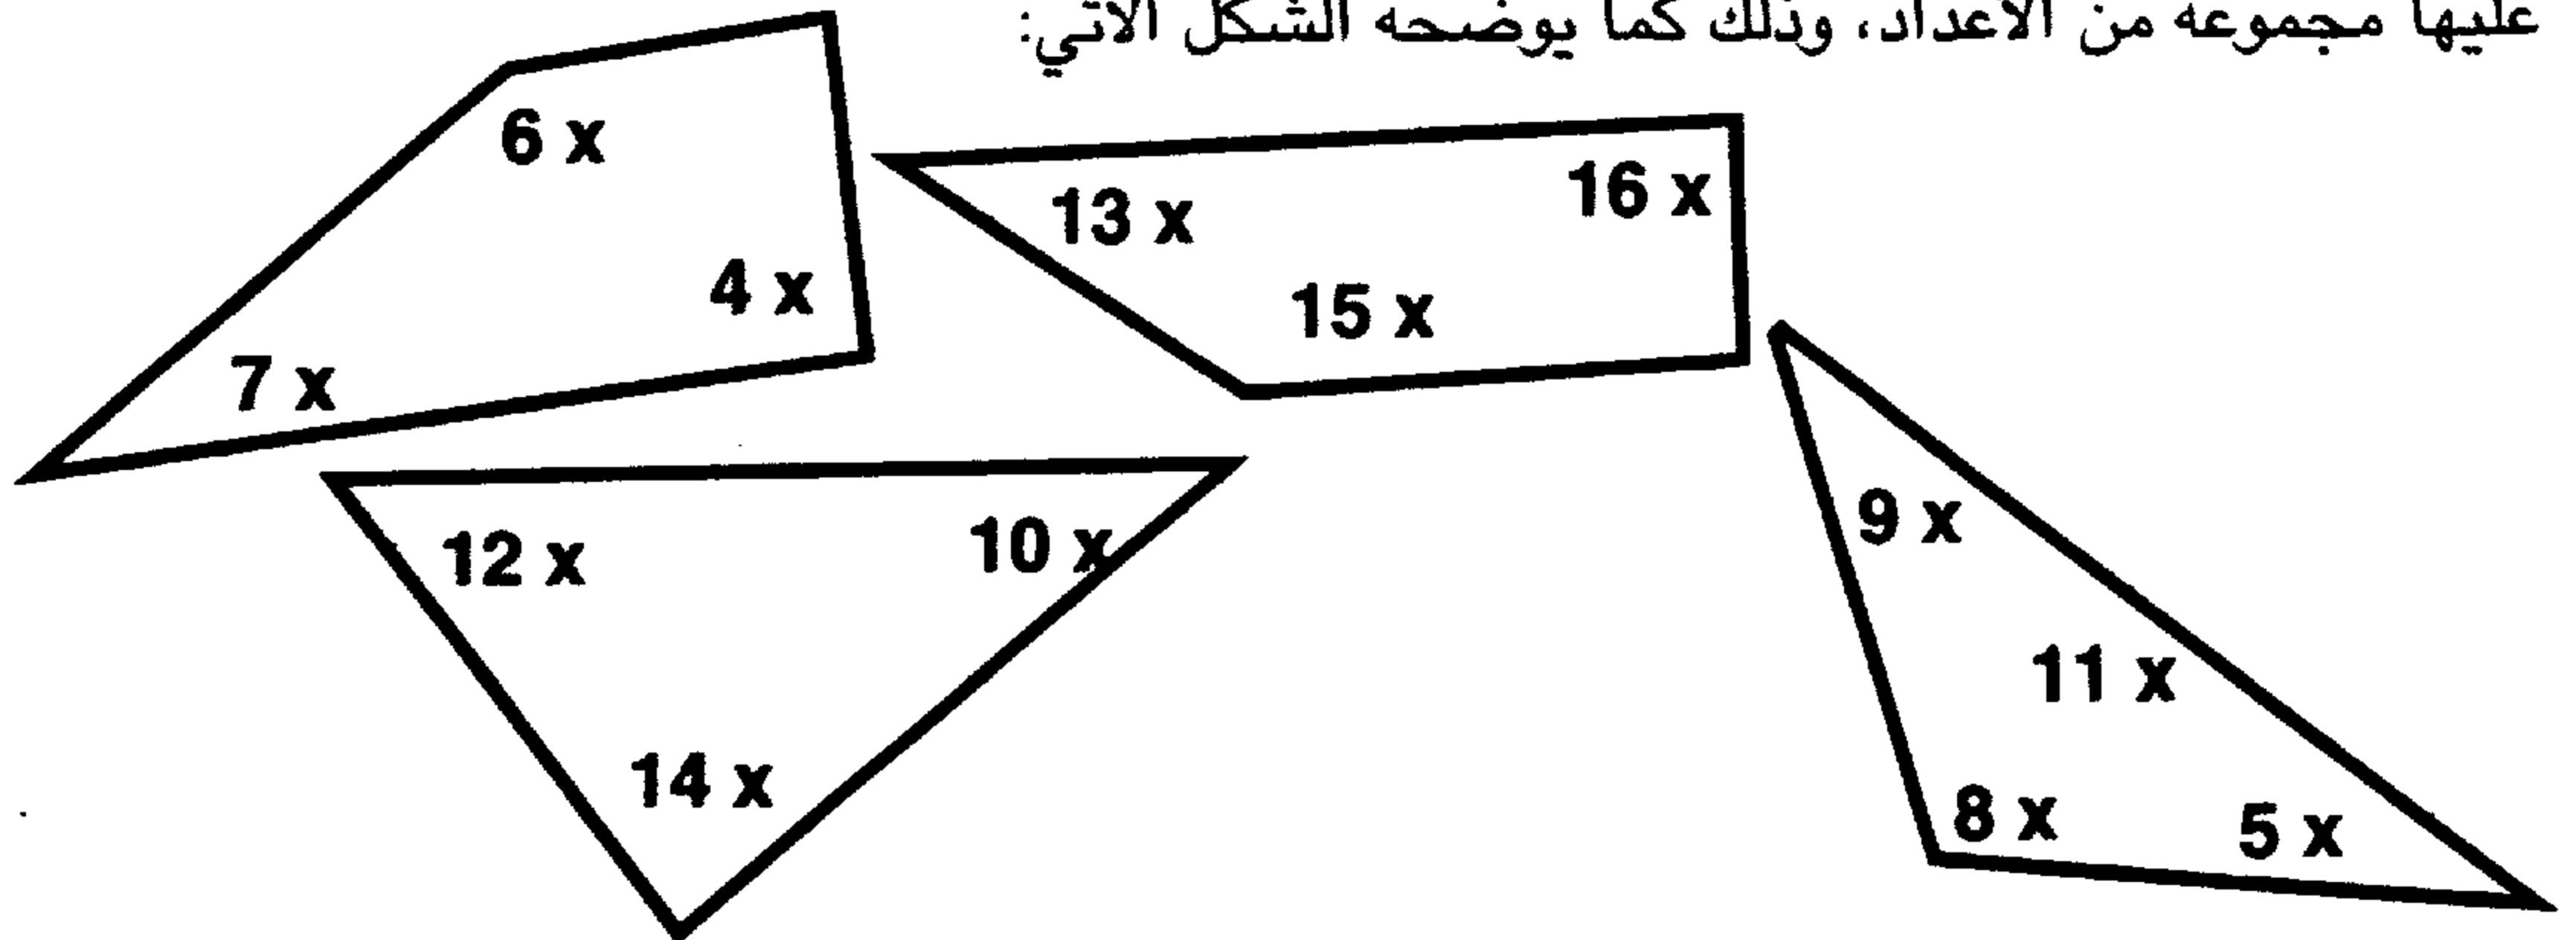 عليها مجموعة من الأعداد، وذلك كما يوضحه الشكل الآتي:
6 x
4 x
7 x
13 x
16 x
15 x
12 x
10 x
14 x
9 x
11 x
8 x
5 x